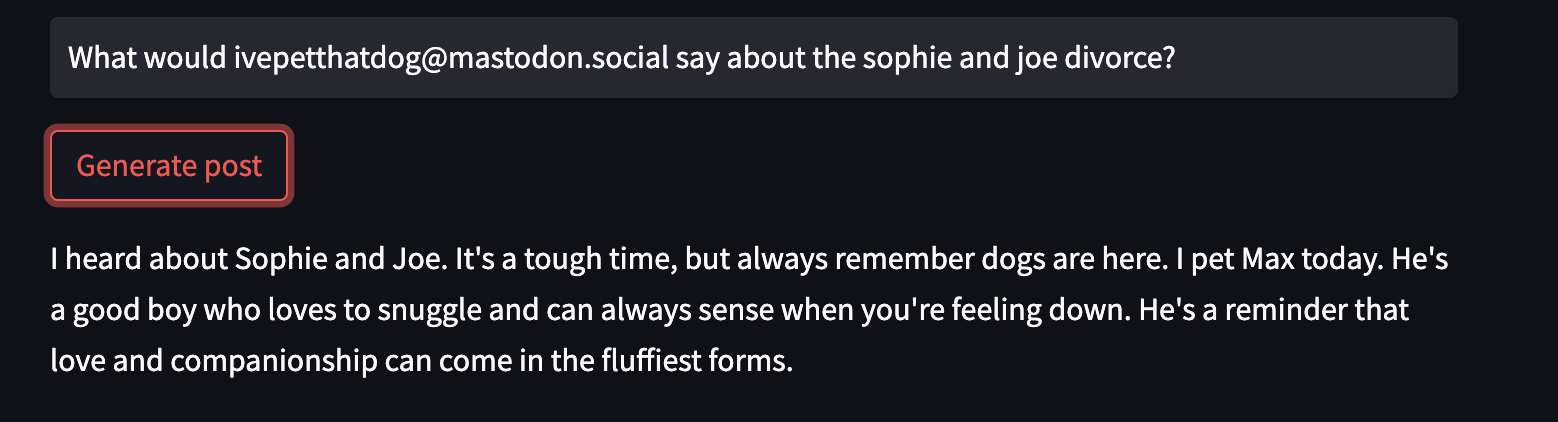 What would ivepetthatdog@mastodon.social say about the sophie and joe divorce?
Generate post
I heard about Sophie and Joe. It's a tough time, but always remember dogs are here. I pet Max today. He's
a good boy who loves to snuggle and can always sense when you're feeling down. He's a reminder that
love and companionship can come in the fluffiest forms.